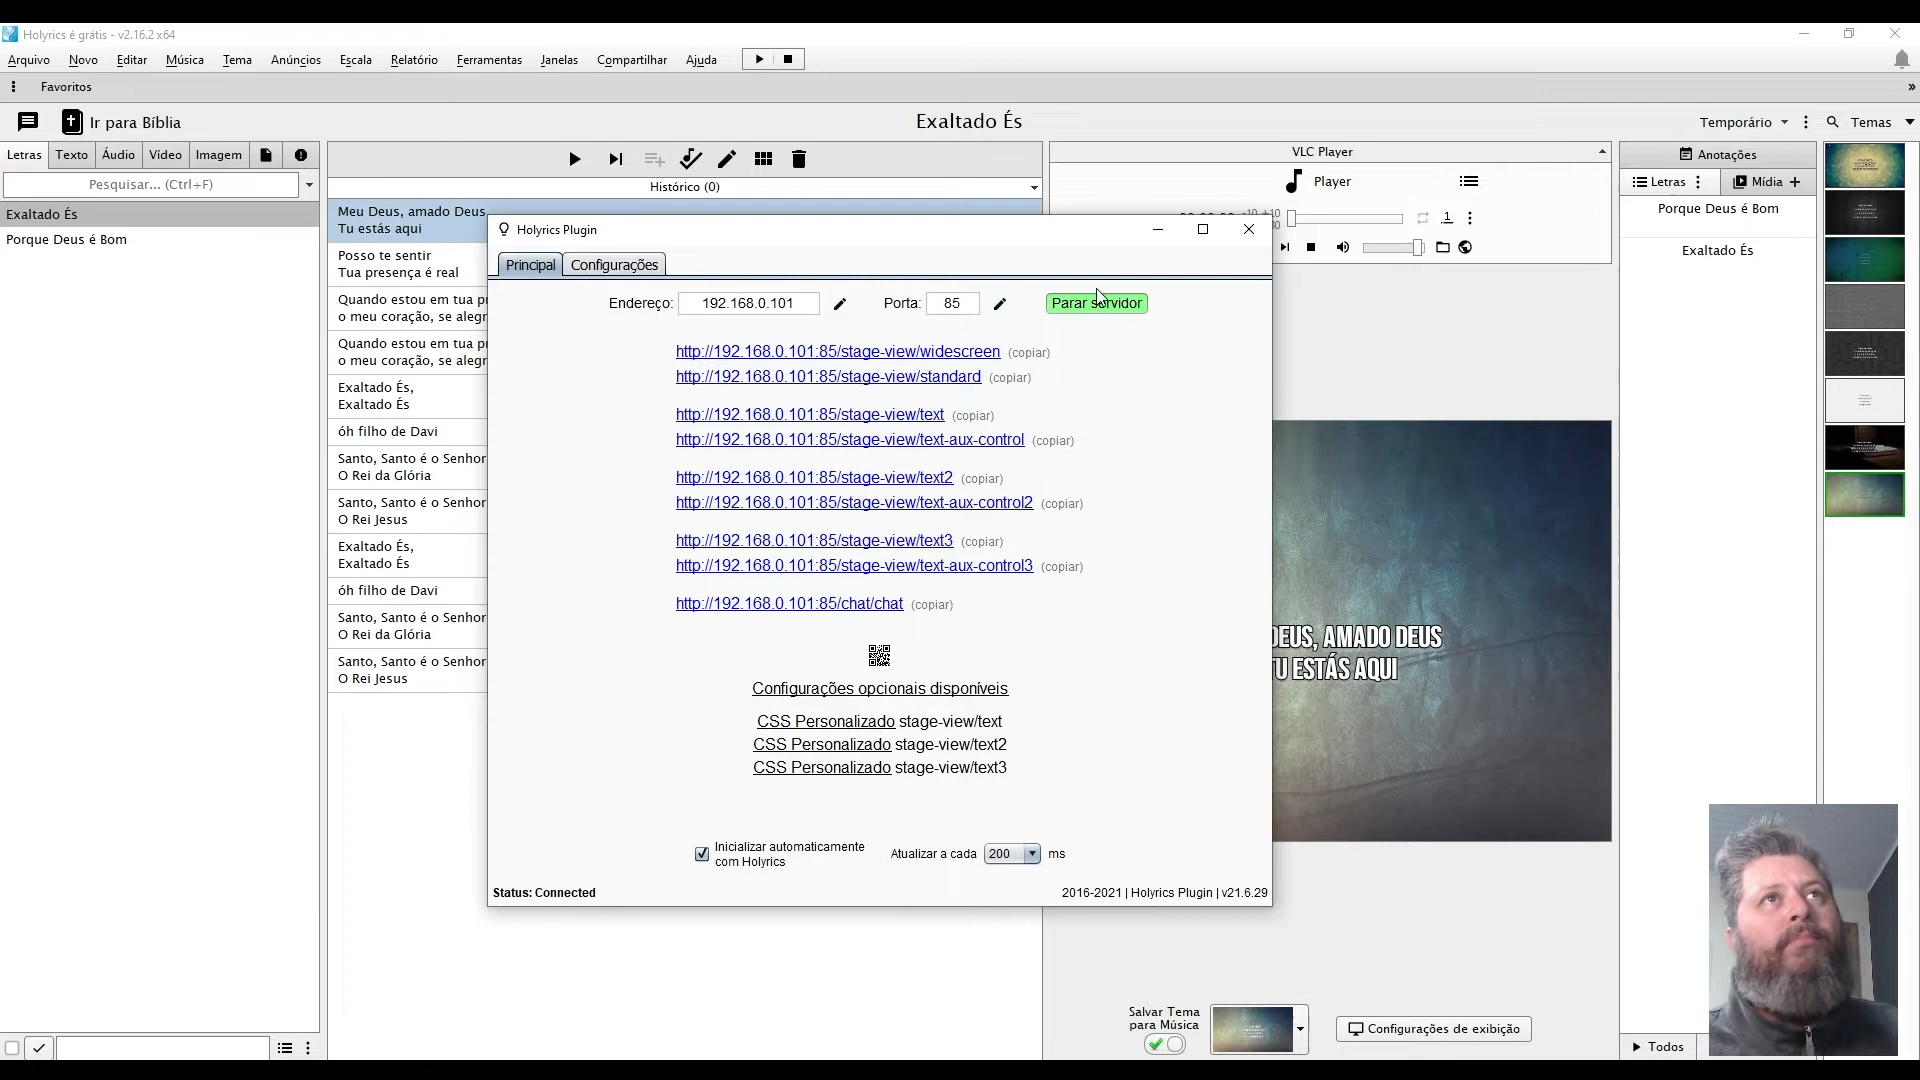 Holyrics é grátis - v2.16.2 x64
Arquivo Novo Editar Música Tema Anúncios Escala Relatório Ferramentas Janelas Compartilhar Ajuda
Favoritos
Ir para Bíblia
Exaltado És
Temporário
Temas
Letras Texto Áudio Vídeo Imagem
Pesquisar... (Ctrl+F)
Exaltado És
Porque Deus é Bom
Histórico (0)
Meu Deus, amado Deus
Tu estás aqui
Posso te sentir
Tua presença é real
Quando estou em tua pr
o meu coração, se alegr
Quando estou em tua pr
o meu coração, se alegr
Exaltado És,
Exaltado És
óh filho de Davi
Santo, Santo é o Senhor
O Rei da Glória
Santo, Santo é o Senhor
O Rei Jesus
Exaltado És,
Exaltado És
óh filho de Davi
Santo, Santo é o Senhor
O Rei da Glória
Santo, Santo é o Senhor
O Rei Jesus
Holyrics Plugin
Principal Configurações
Endereço: 192.168.0.101 Porta: 85 Parar servidor
http://192.168.0.101:85/stage-view/widescreen (copiar)
http://192.168.0.101:85/stage-view/standard (copiar)
http://192.168.0.101:85/stage-view/text (copiar)
http://192.168.0.101:85/stage-view/text-aux-control (copiar)
http://192.168.0.101:85/stage-view/text2 (copiar)
http://192.168.0.101:85/stage-view/text-aux-control2 (copiar)
http://192.168.0.101:85/stage-view/text3 (copiar)
http://192.168.0.101:85/stage-view/text-aux-control3 (copiar)
http://192.168.0.101:85/chat/chat (copiar)
Configurações opcionais disponíveis
CSS Personalizado stage-view/text
CSS Personalizado stage-view/text2
CSS Personalizado stage-view/text3
Inicializar automaticamente
com Holyrics
Atualizar a cada 200 ms
Status: Connected
2016-2021 | Holyrics Plugin | v21.6.29
VLC Player
Player
-10 +10
.1
DEUS, AMADO DEUS
TU ESTÁS AQUI
Salvar Tema
para Música
Configurações de exibição
Anotações
Letras Mídia
Porque Deus é Bom
Exaltado És
Todos